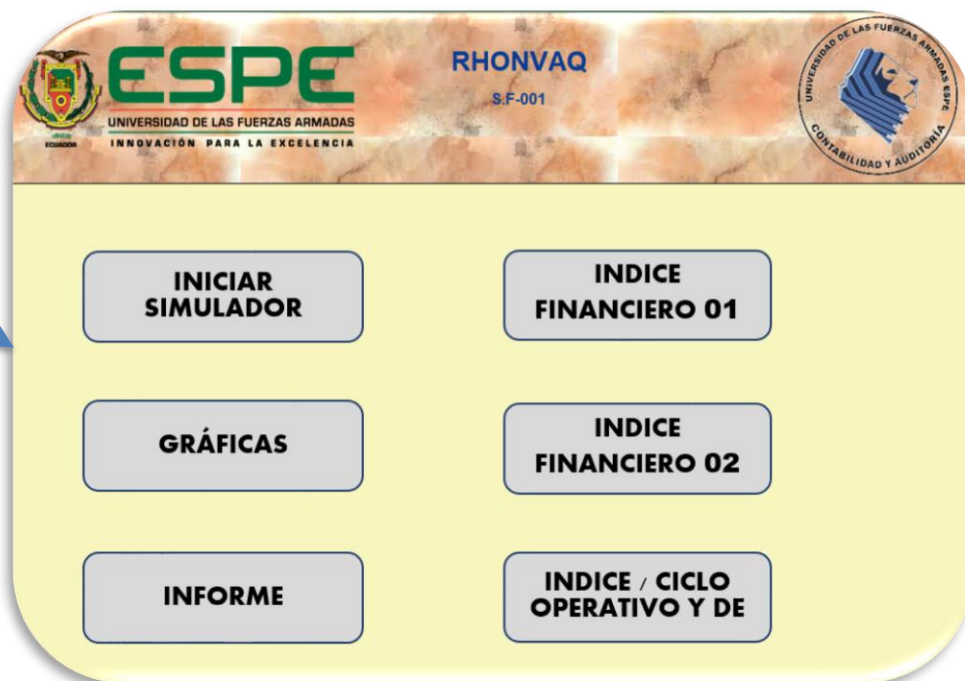 ESPE
UNIVERSIDAD DE LAS FUERZAS ARMADAS
INNOVACIÓN PARA LA EXCELENCIA
ECUADOR
RHONVAQ
S.F-001
UNIVERSIDAD DE LAS FUERZAS ARMADAS ESPE
CONTABILIDAD Y AUDITORÍA
INICIAR
SIMULADOR
INDICE
FINANCIERO 01
GRÁFICAS
INDICE
FINANCIERO 02
INFORME
INDICE / CICLO
OPERATIVO Y DE